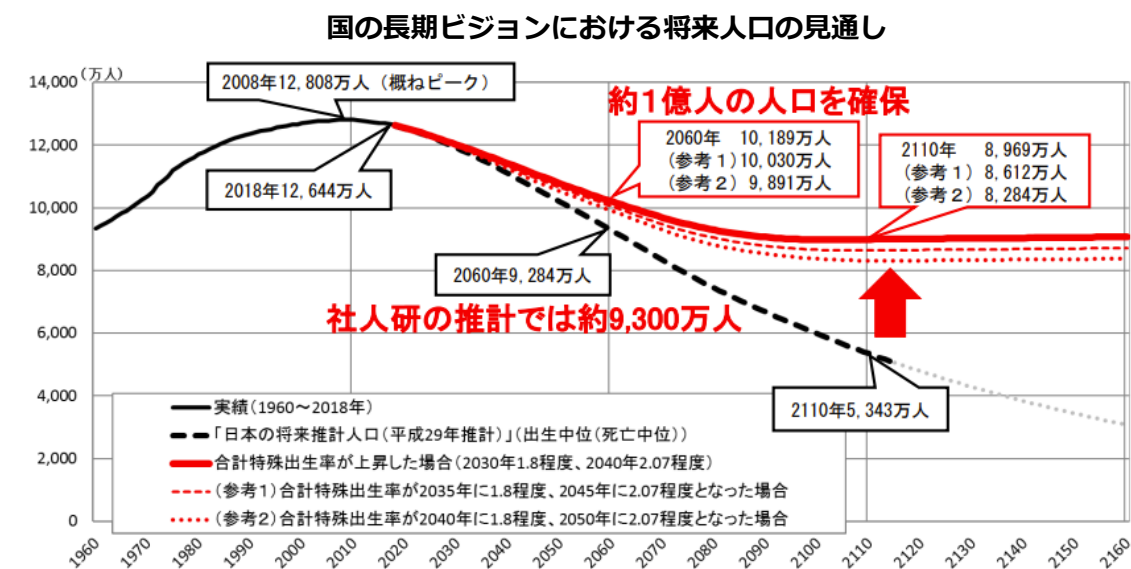 国の長期ビジョンにおける将来人口の見通し
(万人)
14,000
12,000
10,000
8,000
6,000
4,000
2,000
0
2008年12,808万人（概ねピーク）
2018年12,644万人
約1億人の人口を確保
2060年　10,189万人
(参考１)10,030万人
(参考２) 9,891万人
2110年　8,969万人
(参考１) 8,612万人
(参考２) 8,284万人
2060年9,284万人
社人研の推計では約9,300万人
2110年5,343万人
実績(1960～2018年)
「日本の将来推計人口(平成29年推計)」(出生中位(死亡中位))
合計特殊出生率が上昇した場合(2030年1.8程度、2040年2.07程度)
(参考１)合計特殊出生率が2035年に1.8程度、2045年に2.07程度となった場合
(参考２)合計特殊出生率が2040年に1.8程度、2050年に2.07程度となった場合
1960
1970
1980
1990
2000
2010
2020
2030
2040
2050
2060
2070
2080
2090
2100
2110
2120
2130
2140
2150
2160